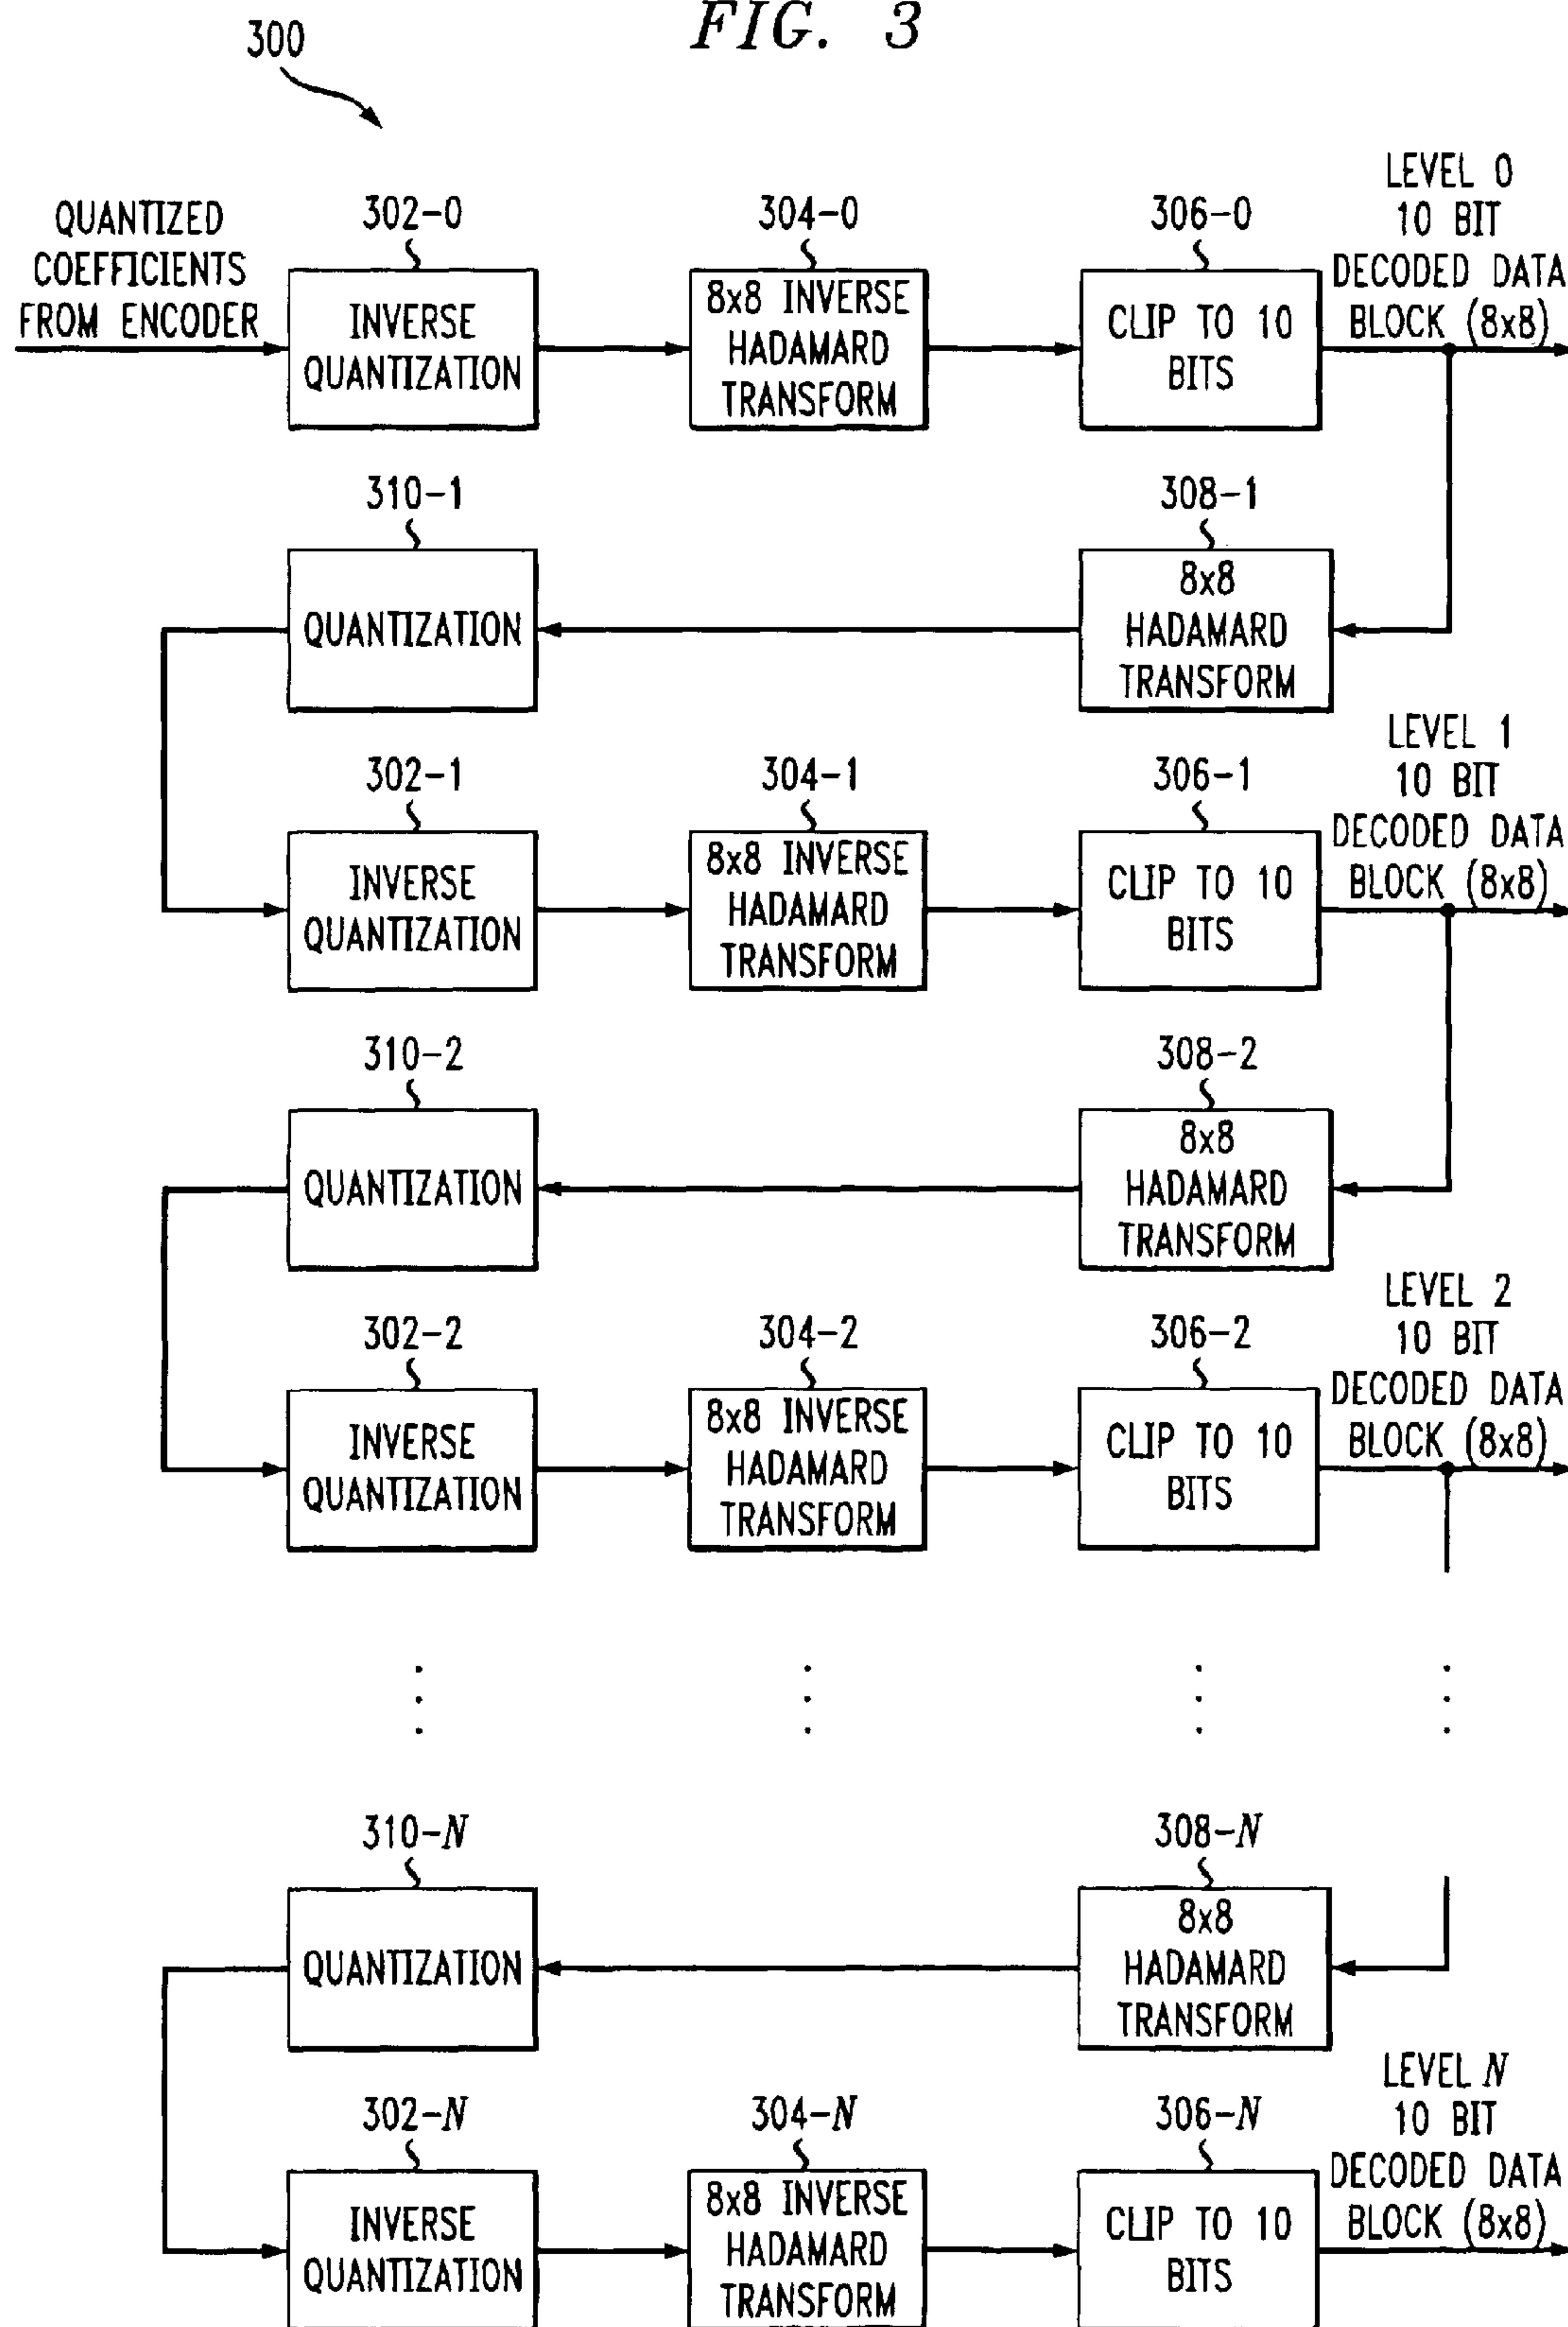 FIG. 3
300
LEVEL 0
10 BIT
DECODED DATA
BLOCK (8x8)
QUANTIZED
COEFFICIENTS
FROM ENCODER
302-0
304-0
306-0
INVERSE
QUANTIZATION
8x8 INVERSE
HADAMARD
TRANSFORM
CLIP TO 10
BITS
310-1
308-1
QUANTIZATION
8x8
HADAMARD
TRANSFORM
LEVEL 1
10 BIT
DECODED DATA
BLOCK (8x8)
302-1
304-1
306-1
INVERSE
QUANTIZATION
8x8 INVERSE
HADAMARD
TRANSFORM
CLIP TO 10
BITS
310-2
308-2
QUANTIZATION
8x8
HADAMARD
TRANSFORM
LEVEL 2
10 BIT
DECODED DATA
BLOCK (8x8)
302-2
304-2
306-2
INVERSE
QUANTIZATION
8x8 INVERSE
HADAMARD
TRANSFORM
CLIP TO 10
BITS
310-N
308-N
QUANTIZATION
8x8
HADAMARD
TRANSFORM
LEVEL N
10 BIT
DECODED DATA
BLOCK (8x8)
302-N
304-N
306-N
INVERSE
QUANTIZATION
8x8 INVERSE
HADAMARD
TRANSFORM
CLIP TO 10
BITS